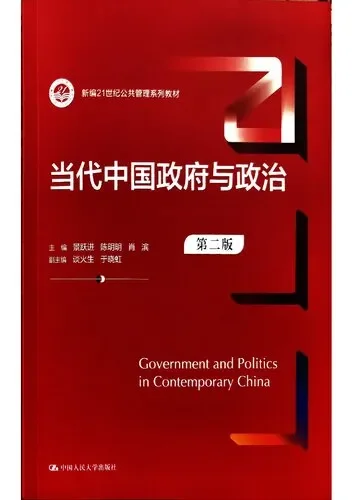 新编21世纪公共管理系列教材
21
当代中国政府与政治
主 编 景跃进 陈明明 肖 滨
副主编 谈火生 于晓虹
第二版
Government and Politics
in Contemporary China
中国人民大学出版社